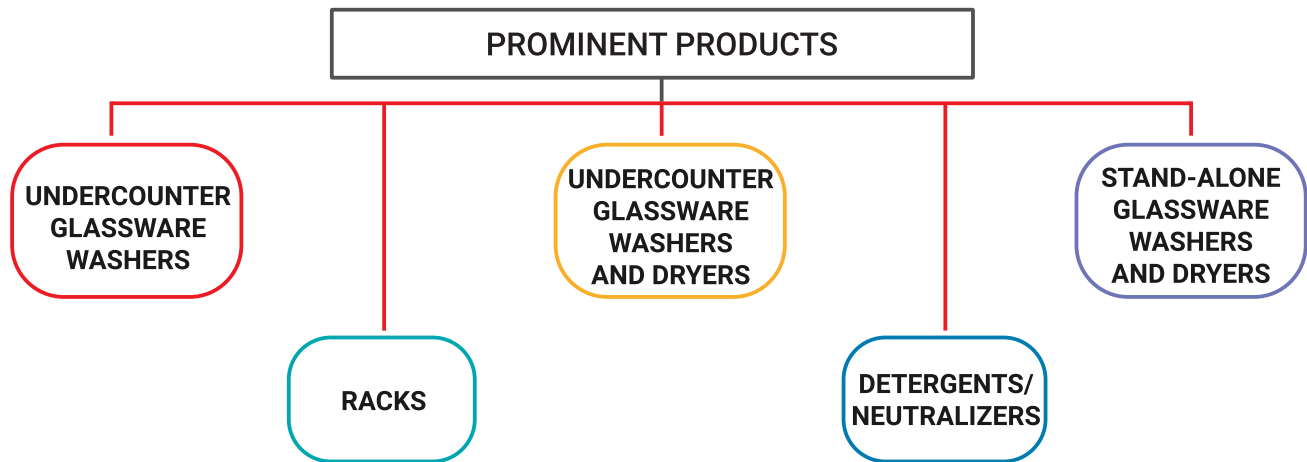 PROMINENT PRODUCTS
UNDERCOUNTER
GLASSWARE
WASHERS
UNDERCOUNTER
GLASSWARE
WASHERS
AND DRYERS
STAND-ALONE
GLASSWARE
WASHERS
AND DRYERS
RACKS
DETERGENTS/
NEUTRALIZERS